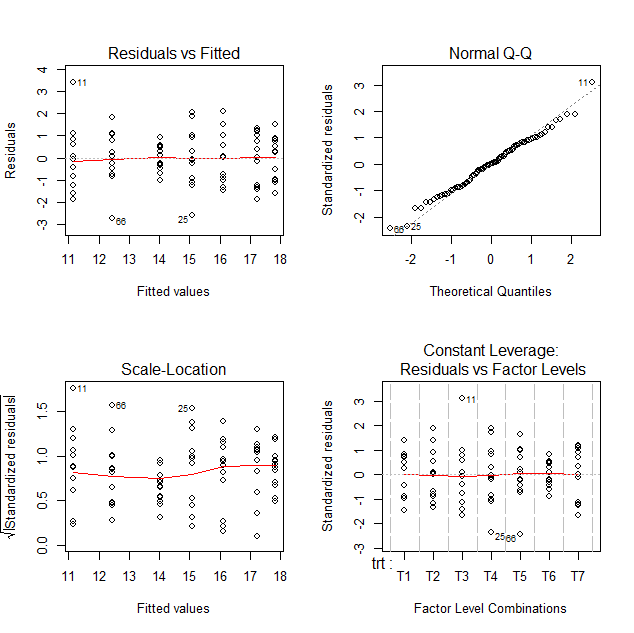 Residuals vs Fitted
Residuals
4
3
2
1
0
-1
-2
-3
11
66
25
11 12 13 14 15 16 17 18
Fitted values
Normal Q-Q
Standardized residuals
3
2
1
0
-1
-2
11
66
25
-2 -1 0 1 2
Theoretical Quantiles
Scale-Location
√|Standardized residuals|
1.5
1.0
0.5
0.0
11
66
25
11 12 13 14 15 16 17 18
Fitted values
Constant Leverage:
Residuals vs Factor Levels
Standardized residuals
3
2
1
0
-1
-2
-3
11
25
66
trt :
T1 T2 T3 T4 T5 T6 T7
Factor Level Combinations